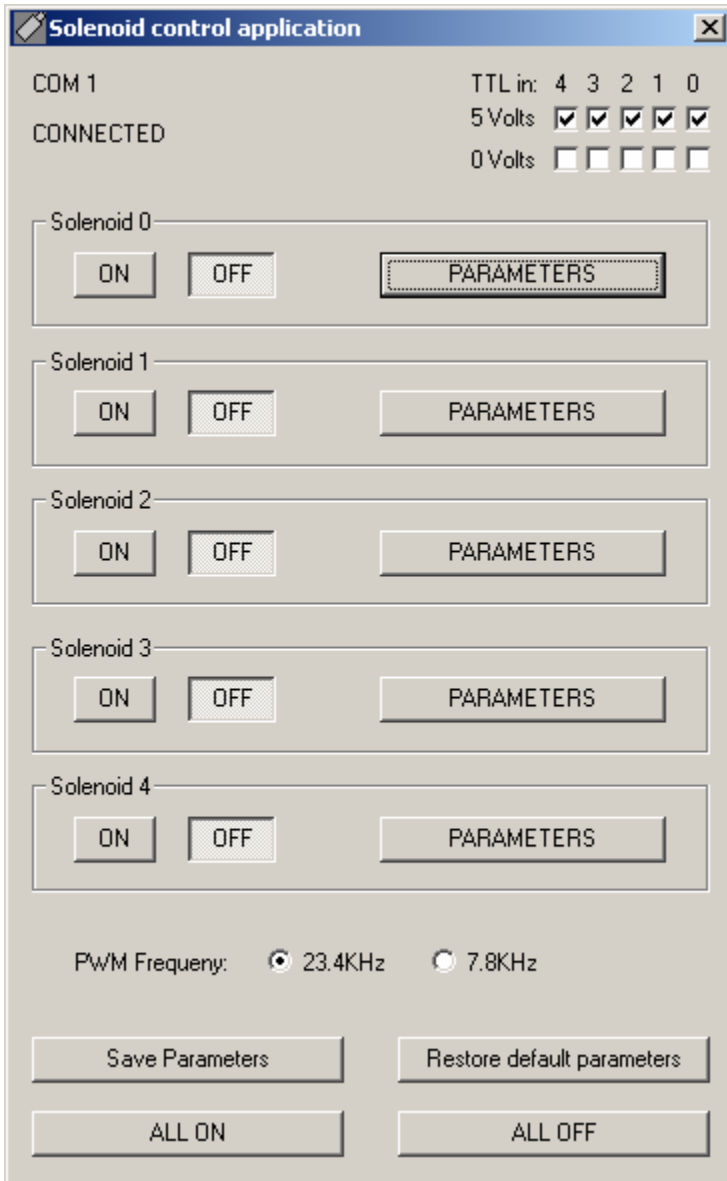 Solenoid control application
COM 1
TTL in: 4 3 2 1 0
5 Volts
CONNECTED
0 Volts
Solenoid 0
ON OFF PARAMETERS
Solenoid 1
ON OFF PARAMETERS
Solenoid 2
ON OFF PARAMETERS
Solenoid 3
ON OFF PARAMETERS
Solenoid 4
ON OFF PARAMETERS
PWM Frequeny: 23.4KHz 7.8KHz
Save Parameters Restore default parameters
ALL ON ALL OFF